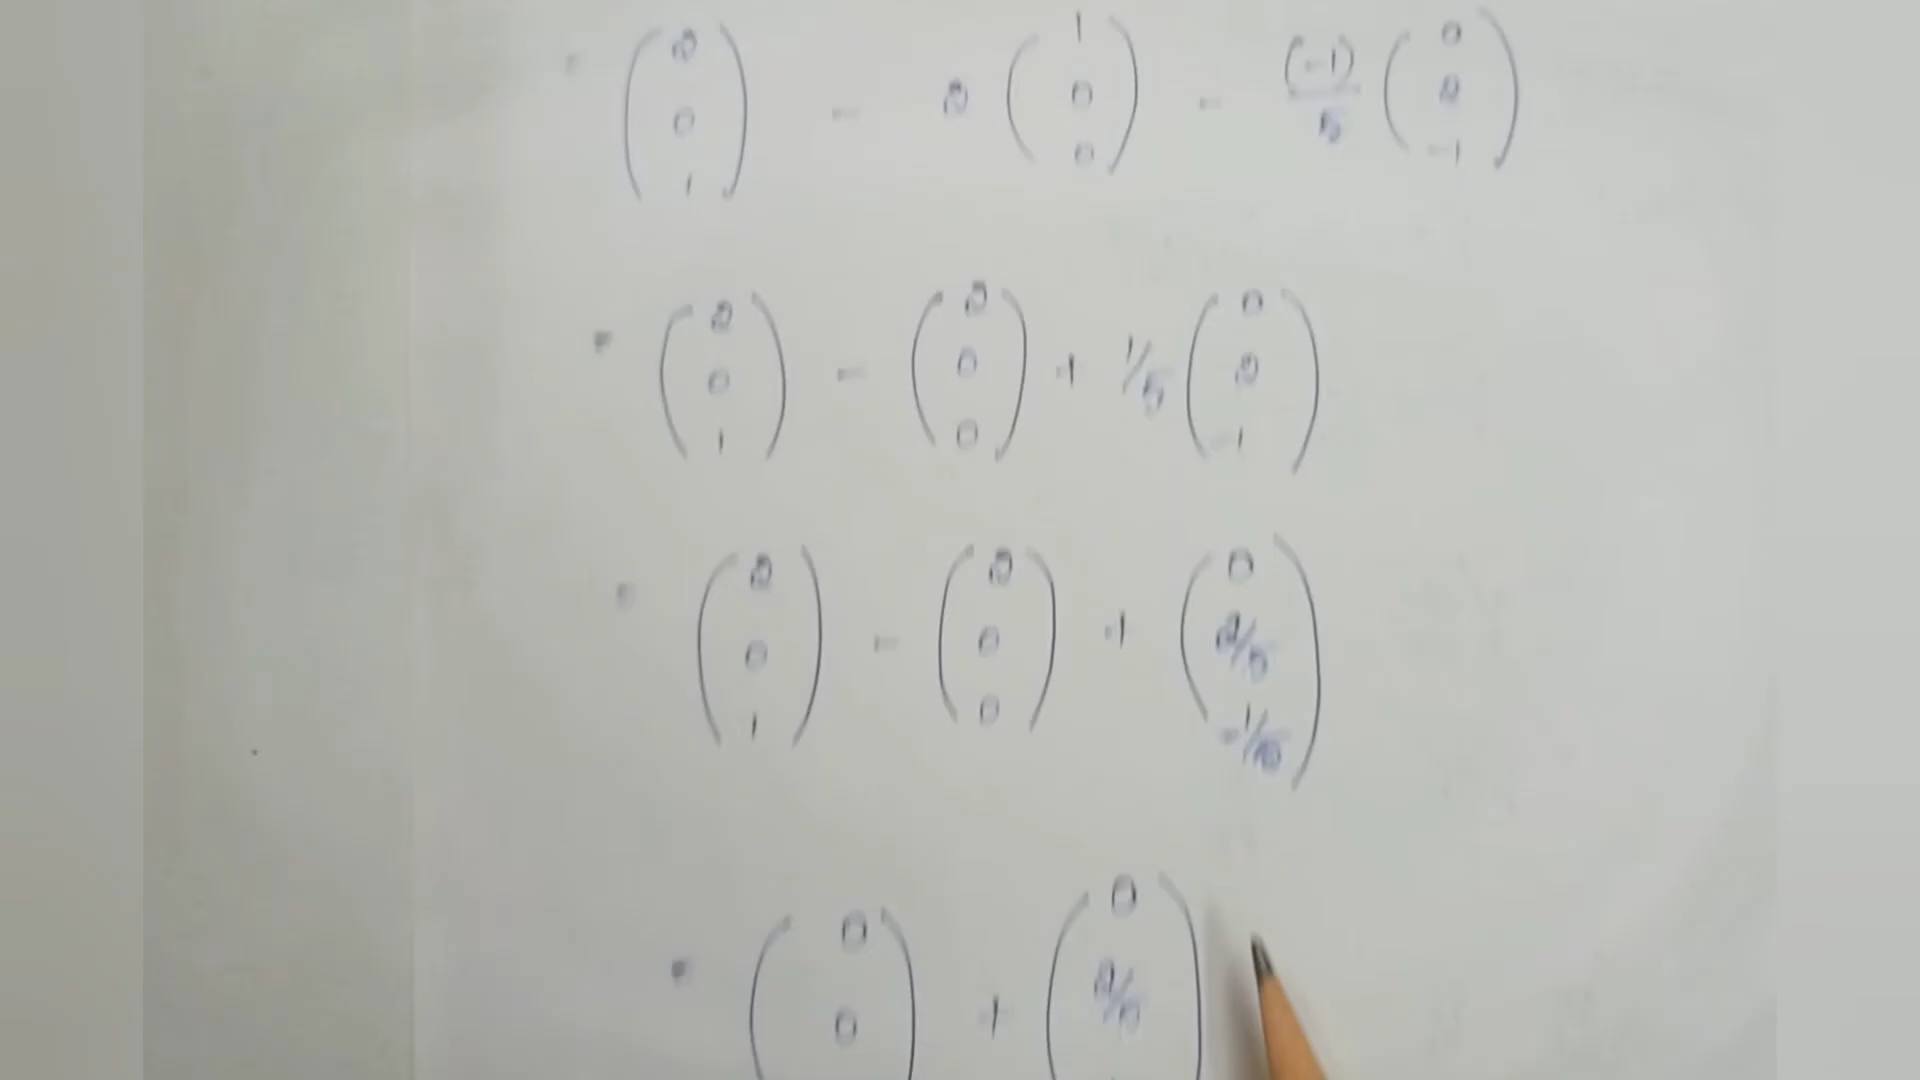 = ( 2 0 1 ) - 2 ( 1 0 0 ) - (-1)/5 ( 0 2 -1 )
= ( 2 0 1 ) - ( 2 0 0 ) + 1/5 ( 0 2 -1 )
= ( 2 0 1 ) - ( 2 0 0 ) + ( 0 2/5 -1/5 )
= ( 0 0 ) + ( 0 2/5